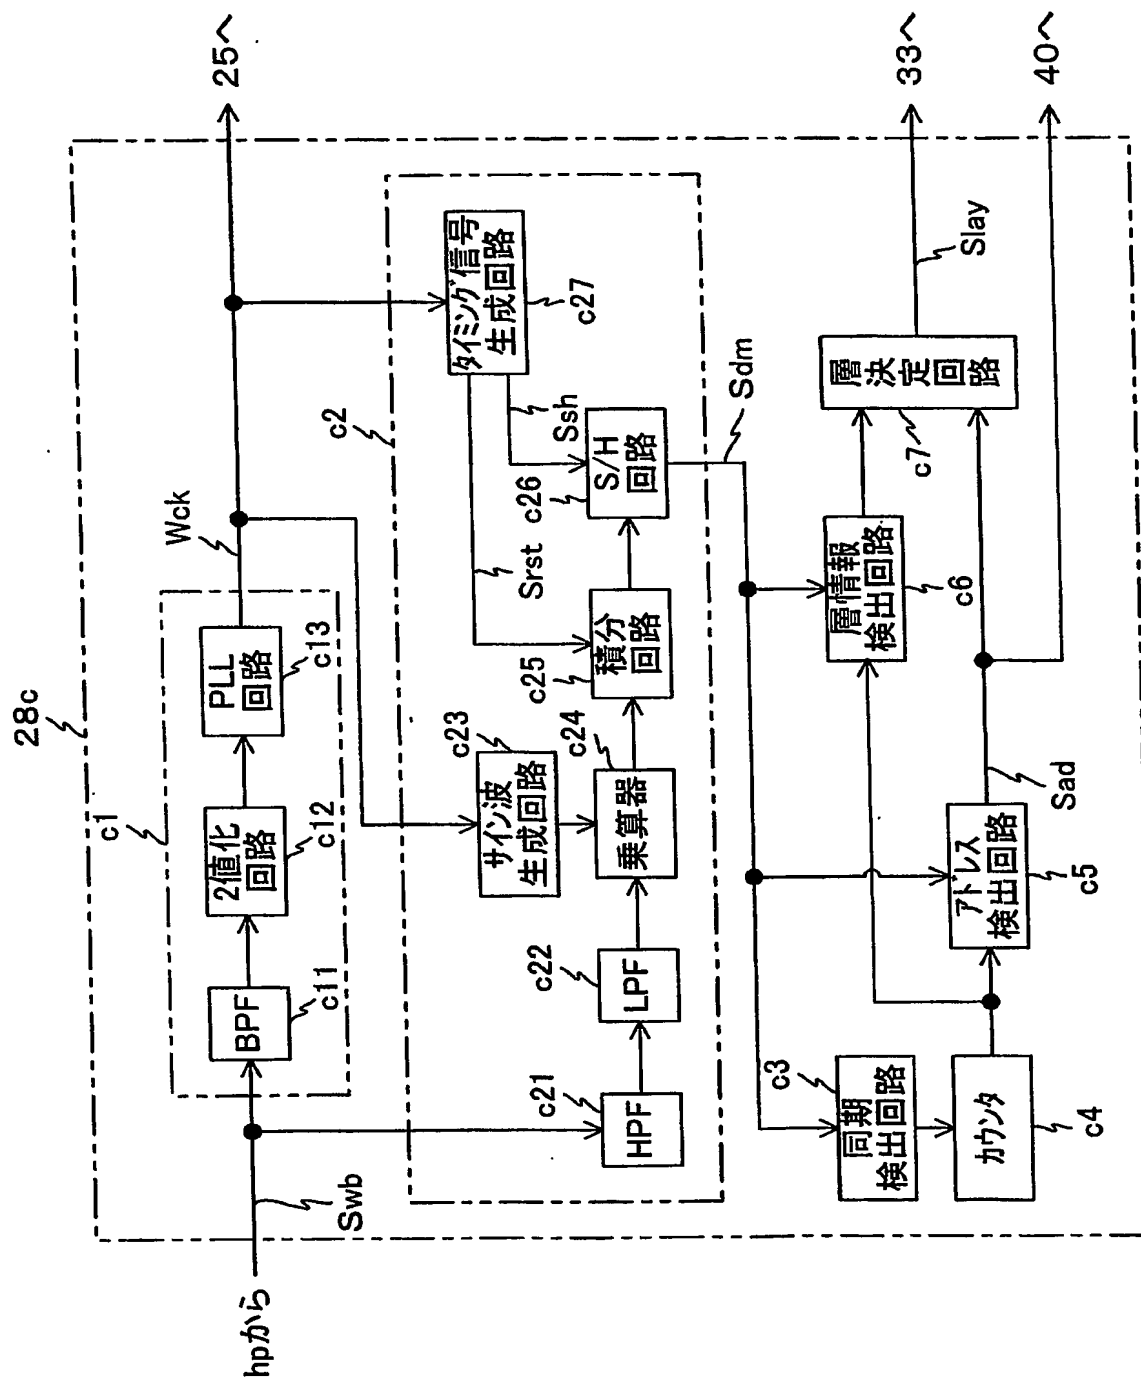 28c
c1
Wck
25へ
BPF
c11
2値化
回路
c12
PLL
回路
c13
hpから
Swb
c2
タイミング信号
生成回路
c27
サイン波
生成回路
c23
Srst
Ssh
HPF
c21
LPF
c22
乗算器
c24
積分
回路
c25
S/H
回路
c26
Sdm
同期
検出回路
c3
カウンタ
c4
アドレス
検出回路
c5
Sad
層情報
検出回路
c6
層決定回路
c7
Slay
33へ
40へ